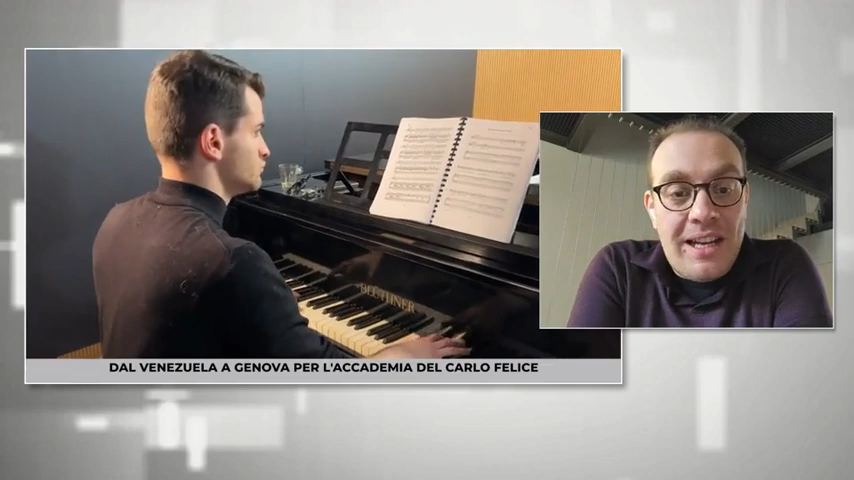 BLÜTHNER
DAL VENEZUELA A GENOVA PER L'ACCADEMIA DEL CARLO FELICE